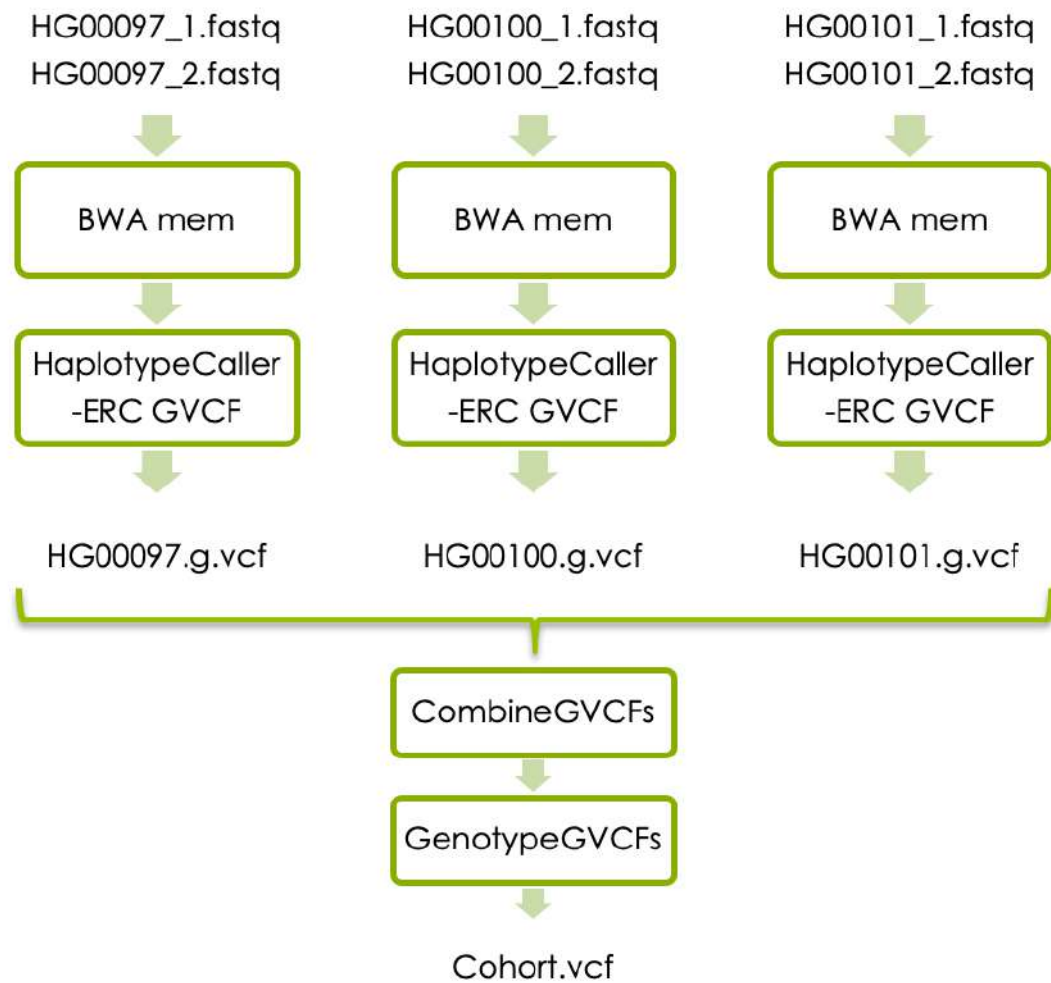 HG00097_1.fastq
HG00097_2.fastq
HG00100_1.fastq
HG00100_2.fastq
HG00101_1.fastq
HG00101_2.fastq
BWA mem
BWA mem
BWA mem
HaplotypeCaller
-ERC GVCF
HaplotypeCaller
-ERC GVCF
HaplotypeCaller
-ERC GVCF
HG00097.g.vcf
HG00100.g.vcf
HG00101.g.vcf
CombineGVCFs
GenotypeGVCFs
Cohort.vcf